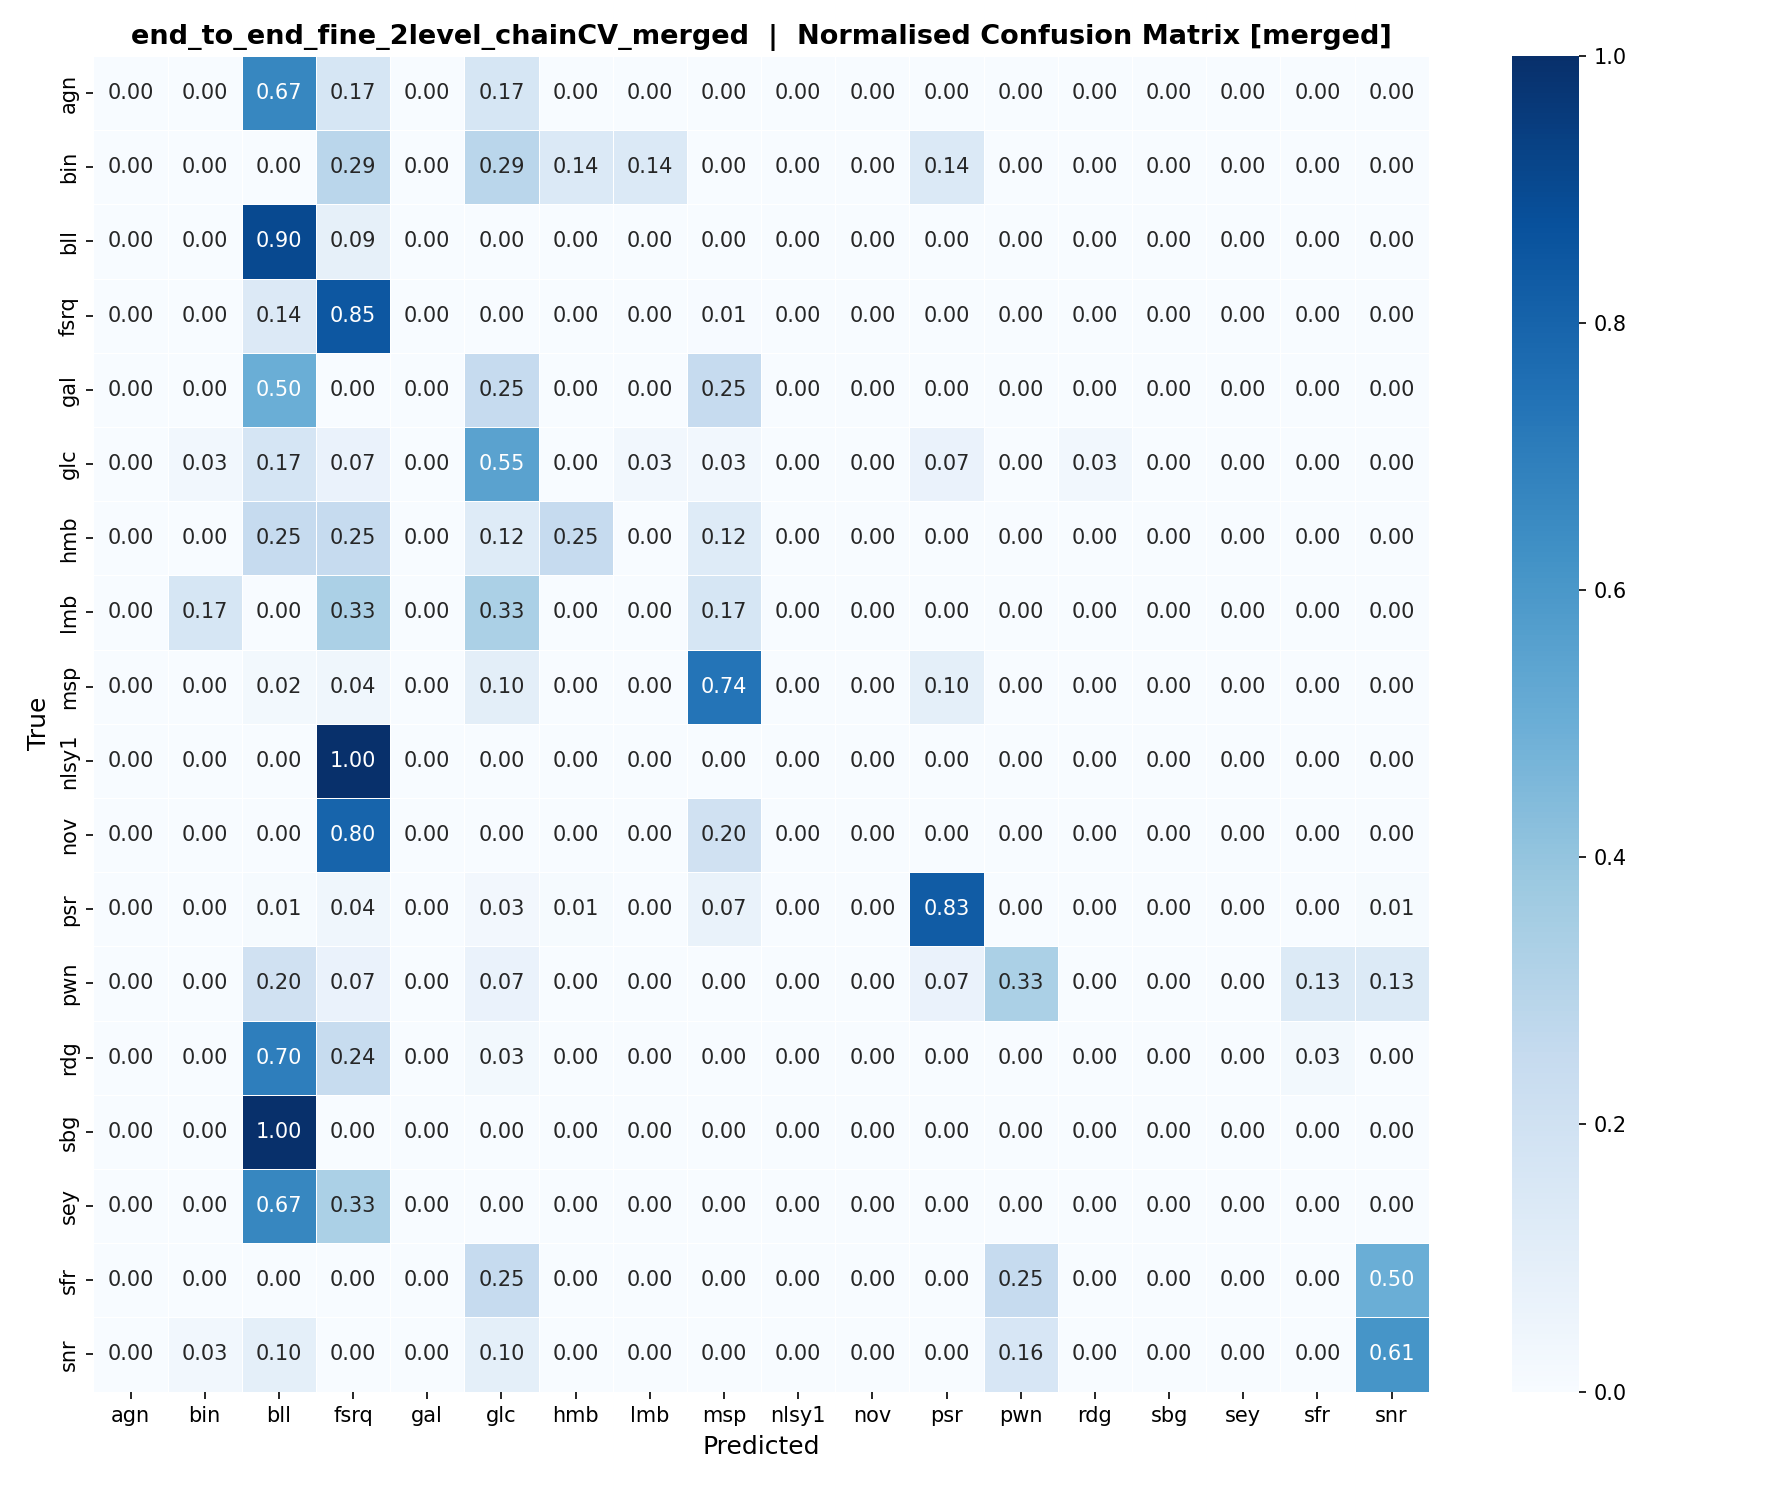 end_to_end_fine_2level_chainCV_merged | Normalised Confusion Matrix [merged]
agn 0.00 0.00 0.67 0.17 0.00 0.17 0.00 0.00 0.00 0.00 0.00 0.00 0.00 0.00 0.00 0.00 0.00 0.00
bin 0.00 0.00 0.00 0.29 0.00 0.29 0.14 0.14 0.00 0.00 0.00 0.14 0.00 0.00 0.00 0.00 0.00 0.00
bll 0.00 0.00 0.90 0.09 0.00 0.00 0.00 0.00 0.00 0.00 0.00 0.00 0.00 0.00 0.00 0.00 0.00 0.00
fsrq 0.00 0.00 0.14 0.85 0.00 0.00 0.00 0.00 0.01 0.00 0.00 0.00 0.00 0.00 0.00 0.00 0.00 0.00
gal 0.00 0.00 0.50 0.00 0.00 0.25 0.00 0.00 0.25 0.00 0.00 0.00 0.00 0.00 0.00 0.00 0.00 0.00
glc 0.00 0.03 0.17 0.07 0.00 0.55 0.00 0.03 0.03 0.00 0.00 0.07 0.00 0.03 0.00 0.00 0.00 0.00
hmb 0.00 0.00 0.25 0.25 0.00 0.12 0.25 0.00 0.12 0.00 0.00 0.00 0.00 0.00 0.00 0.00 0.00 0.00
lmb 0.00 0.17 0.00 0.33 0.00 0.33 0.00 0.00 0.17 0.00 0.00 0.00 0.00 0.00 0.00 0.00 0.00 0.00
msp 0.00 0.00 0.02 0.04 0.00 0.10 0.00 0.00 0.74 0.00 0.00 0.10 0.00 0.00 0.00 0.00 0.00 0.00
nlsy1 0.00 0.00 0.00 1.00 0.00 0.00 0.00 0.00 0.00 0.00 0.00 0.00 0.00 0.00 0.00 0.00 0.00 0.00
nov 0.00 0.00 0.00 0.80 0.00 0.00 0.00 0.00 0.20 0.00 0.00 0.00 0.00 0.00 0.00 0.00 0.00 0.00
psr 0.00 0.00 0.01 0.04 0.00 0.03 0.01 0.00 0.07 0.00 0.00 0.83 0.00 0.00 0.00 0.00 0.00 0.01
pwn 0.00 0.00 0.20 0.07 0.00 0.07 0.00 0.00 0.00 0.00 0.00 0.07 0.33 0.00 0.00 0.00 0.13 0.13
rdg 0.00 0.00 0.70 0.24 0.00 0.03 0.00 0.00 0.00 0.00 0.00 0.00 0.00 0.00 0.00 0.00 0.03 0.00
sbg 0.00 0.00 1.00 0.00 0.00 0.00 0.00 0.00 0.00 0.00 0.00 0.00 0.00 0.00 0.00 0.00 0.00 0.00
sey 0.00 0.00 0.67 0.33 0.00 0.00 0.00 0.00 0.00 0.00 0.00 0.00 0.00 0.00 0.00 0.00 0.00 0.00
sfr 0.00 0.00 0.00 0.00 0.00 0.25 0.00 0.00 0.00 0.00 0.00 0.00 0.25 0.00 0.00 0.00 0.00 0.50
snr 0.00 0.03 0.10 0.00 0.00 0.10 0.00 0.00 0.00 0.00 0.00 0.00 0.16 0.00 0.00 0.00 0.00 0.61
agn bin bll fsrq gal glc hmb lmb msp nlsy1 nov psr pwn rdg sbg sey sfr snr
Predicted
True
1.0
0.8
0.6
0.4
0.2
0.0